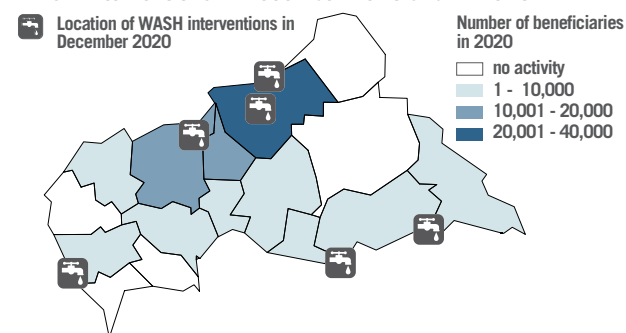 Location of WASH interventions in
December 2020
Number of beneficiaries
in 2020
no activity
1 - 10,000
10,001 - 20,000
20,001 - 40,000